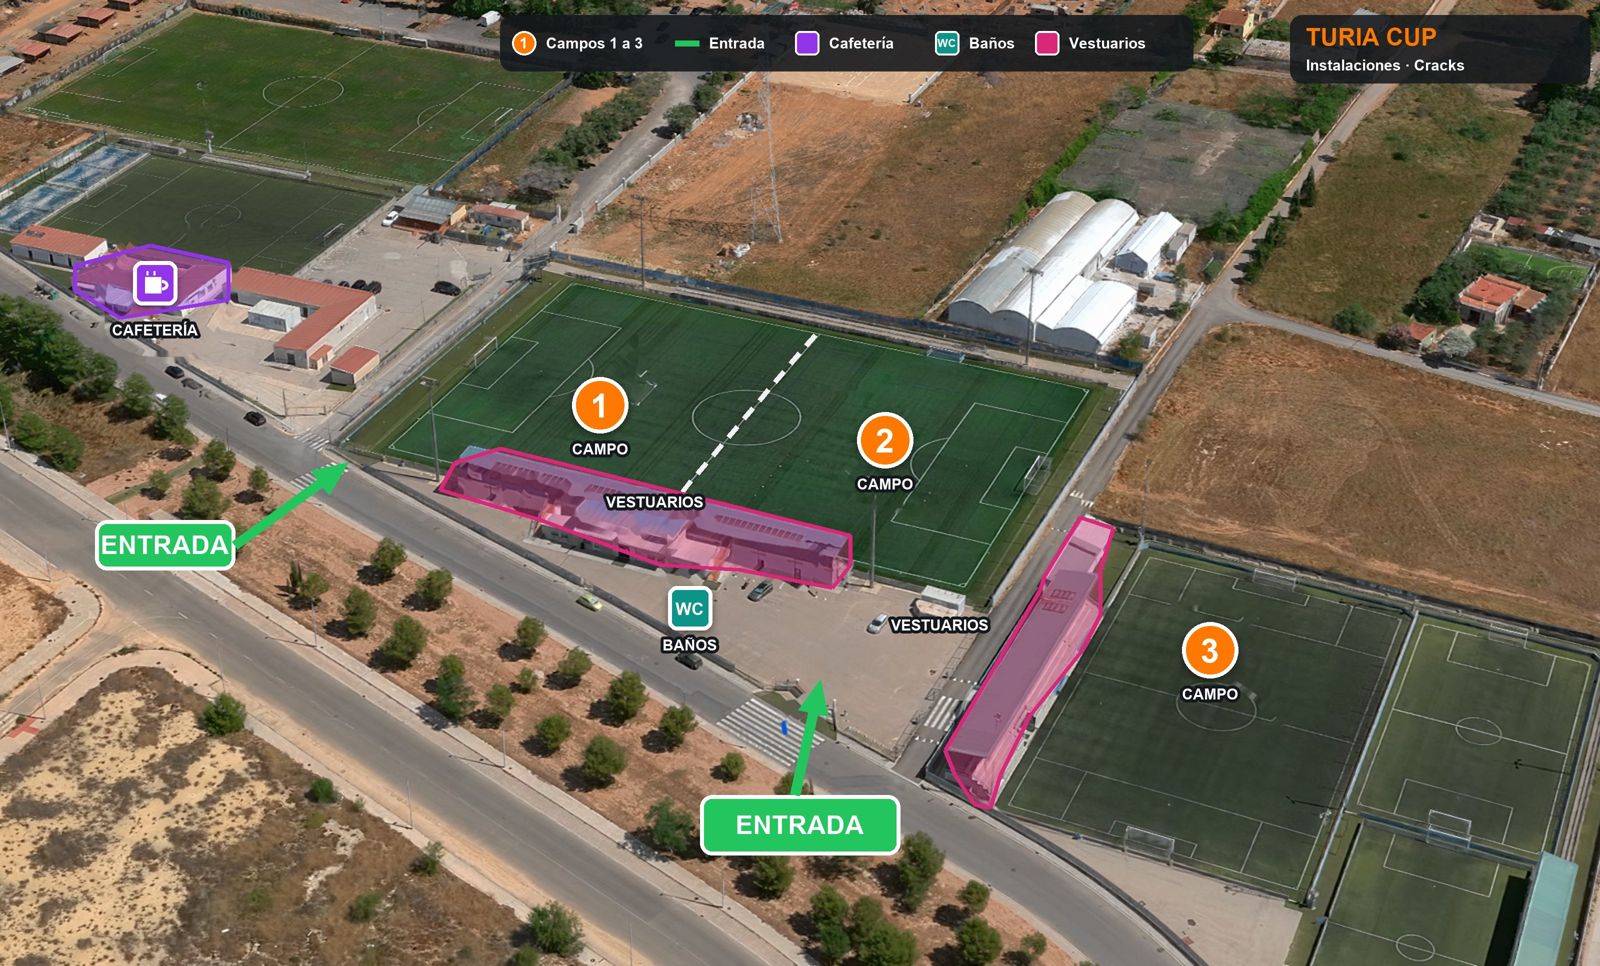 1 Campos 1 a 3 Entrada Cafetería WC Baños Vestuarios
TURIA CUP
Instalaciones · Cracks
CAFETERÍA
1
CAMPO
2
CAMPO
VESTUARIOS
ENTRADA
WC
BAÑOS
VESTUARIOS
3
CAMPO
ENTRADA